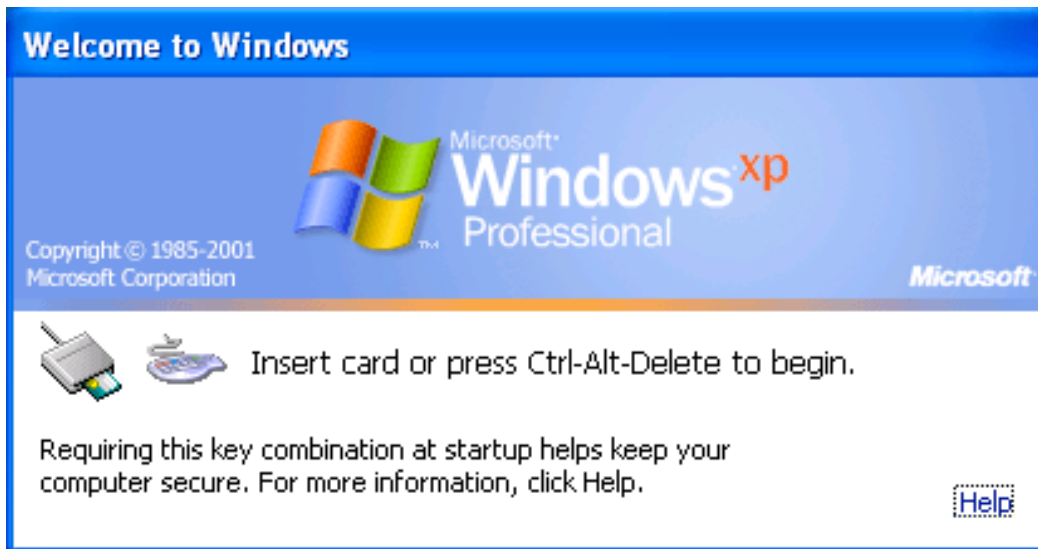 Welcome to Windows
Microsoft
Windows xp
Professional
Copyright © 1985-2001
Microsoft Corporation
Microsoft
Insert card or press Ctrl-Alt-Delete to begin.
Requiring this key combination at startup helps keep your
computer secure. For more information, click Help.
Help